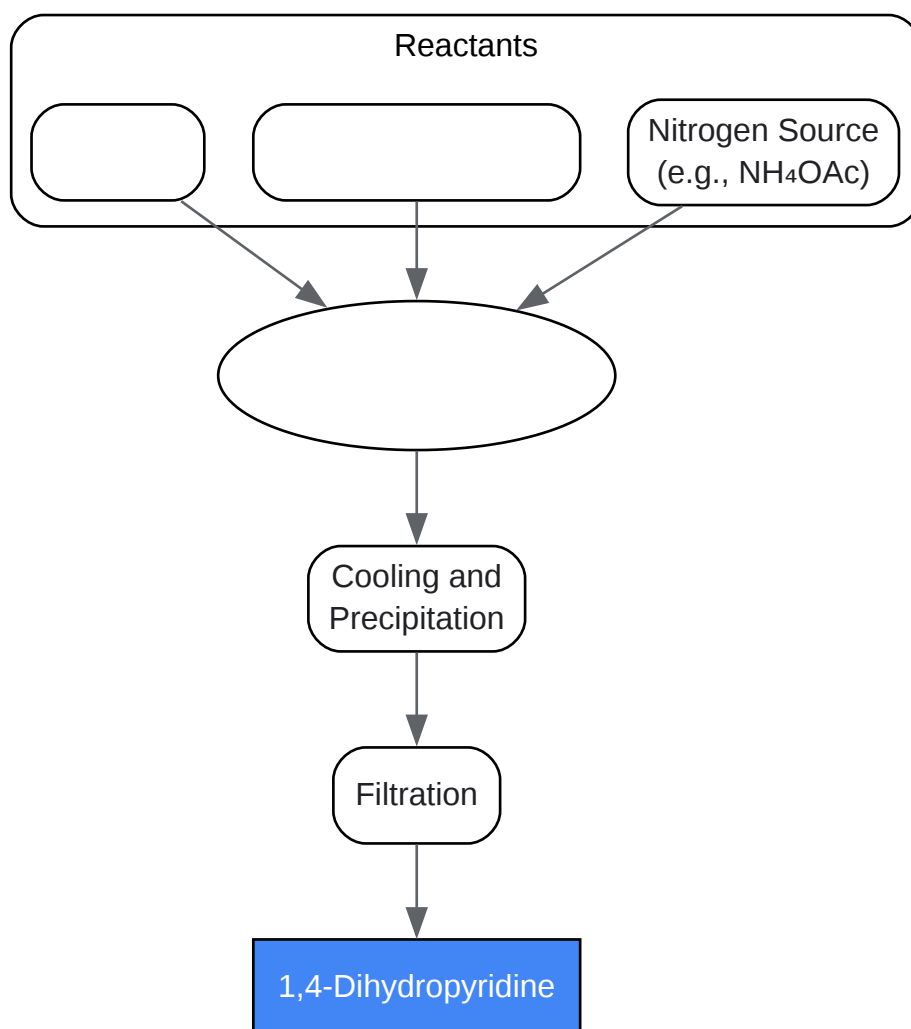 Reactants
Nitrogen Source
(e.g., NH₄OAc)
Cooling and
Precipitation
Filtration
1,4-Dihydropyridine